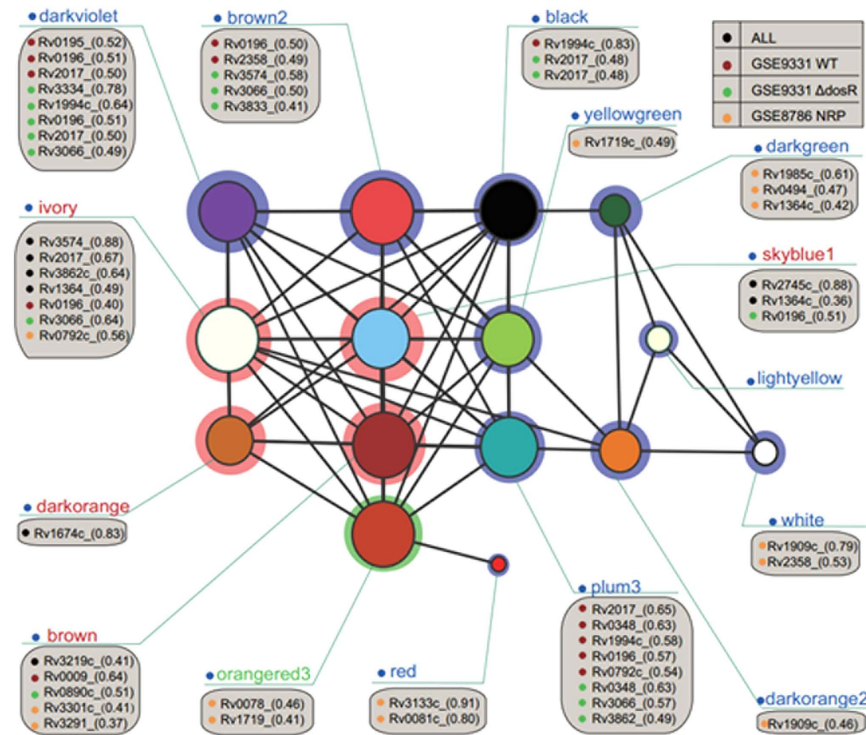 darkviolet
Rv0195_(0.52)
Rv0196_(0.51)
Rv2017_(0.50)
Rv3334_(0.78)
Rv1994c_(0.64)
Rv0196_(0.51)
Rv2017_(0.50)
Rv3066_(0.49)
brown2
Rv0196_(0.50)
Rv2358_(0.49)
Rv3574_(0.58)
Rv3066_(0.50)
Rv3833_(0.41)
black
Rv1994c_(0.83)
Rv2017_(0.48)
Rv2017_(0.48)
ALL
GSE9331 WT
GSE9331 ΔdosR
GSE8786 NRP
yellowgreen
Rv1719c_(0.49)
darkgreen
Rv1985c_(0.61)
Rv0494_(0.47)
Rv1364c_(0.42)
ivory
Rv3574_(0.88)
Rv2017_(0.67)
Rv3862c_(0.64)
Rv1364_(0.49)
Rv0196_(0.40)
Rv3066_(0.64)
Rv0792c_(0.56)
skyblue1
Rv2745c_(0.88)
Rv1364c_(0.36)
Rv0196_(0.51)
lightyellow
darkorange
Rv1674c_(0.83)
white
Rv1909c_(0.79)
Rv2358_(0.53)
brown
Rv3219c_(0.41)
Rv0009_(0.64)
Rv0890c_(0.51)
Rv3301c_(0.41)
Rv3291_(0.37)
orangered3
Rv0078_(0.46)
Rv1719_(0.41)
red
Rv3133c_(0.91)
Rv0081c_(0.80)
plum3
Rv2017_(0.65)
Rv0348_(0.63)
Rv1994c_(0.58)
Rv0196_(0.57)
Rv0792c_(0.54)
Rv0348_(0.63)
Rv3066_(0.57)
Rv3862_(0.49)
darkorange2
Rv1909c_(0.46)